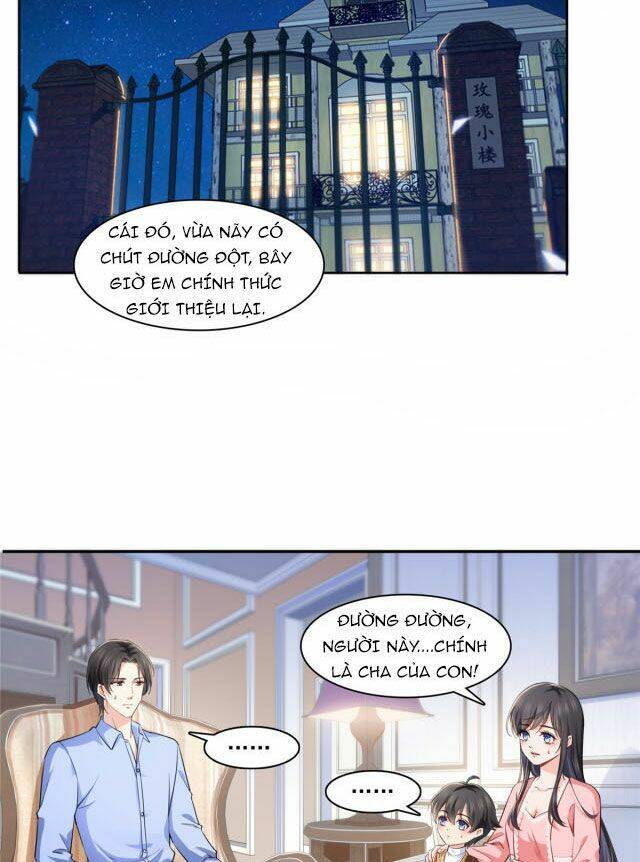 玫瑰小楼
CÁI ĐÓ, VỪA NÃY CÓ
CHÚT ĐƯỜNG ĐỘT, BÂY
GIỜ EM CHÍNH THỨC
GIỚI THIỆU LẠI.
ĐƯỜNG ĐƯỜNG,
NGƯỜI NÀY....CHÍNH
LÀ CHA CỦA CON!
......
......